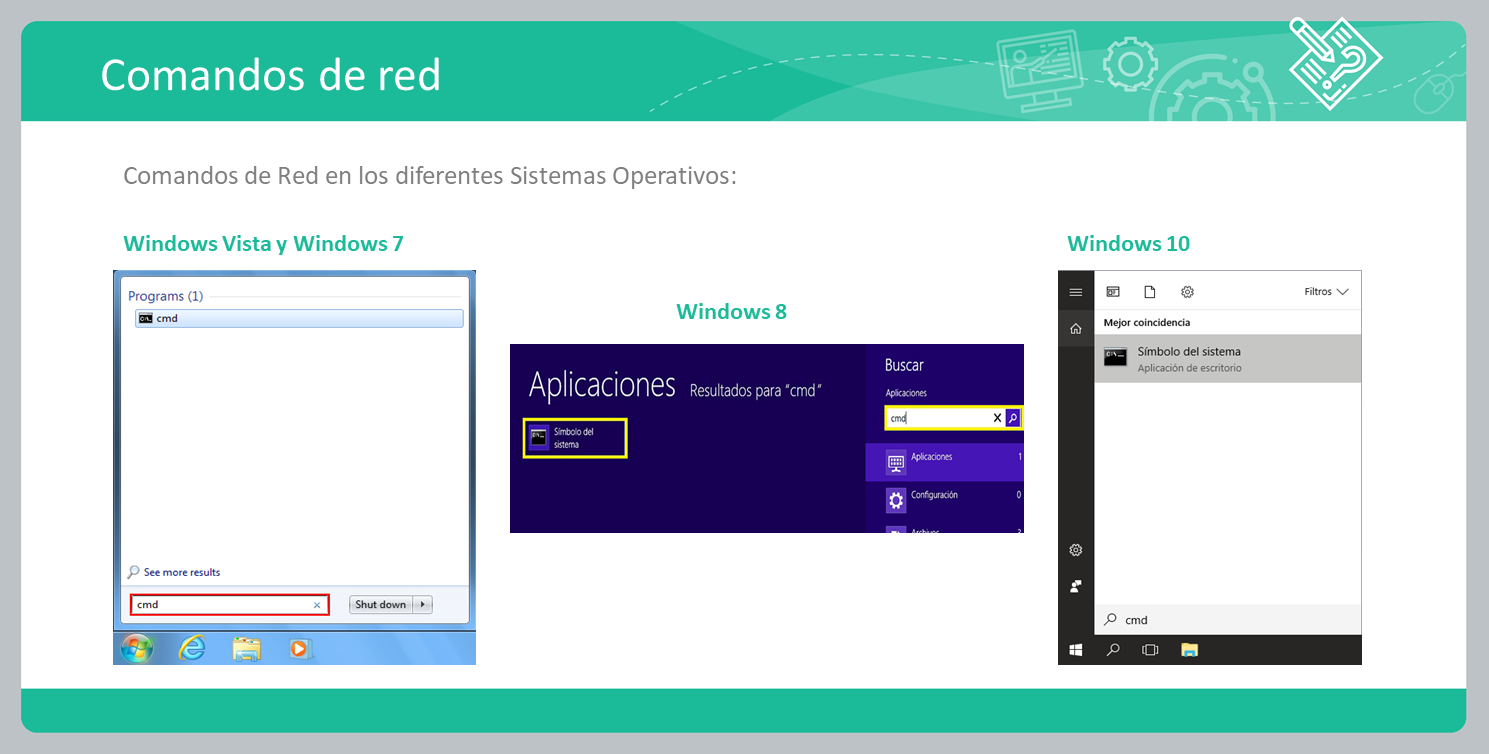 Comandos de red
Comandos de Red en los diferentes Sistemas Operativos:
Windows Vista y Windows 7
Programs (1)
cmd
See more results
cmd
Shut down
Windows 8
Aplicaciones Resultados para "cmd"
Símbolo del
sistema
Buscar
Aplicaciones
cmd
Aplicaciones 1
Configuración 0
Archivos 3
Windows 10
Filtros
Mejor coincidencia
Símbolo del sistema
Aplicación de escritorio
cmd